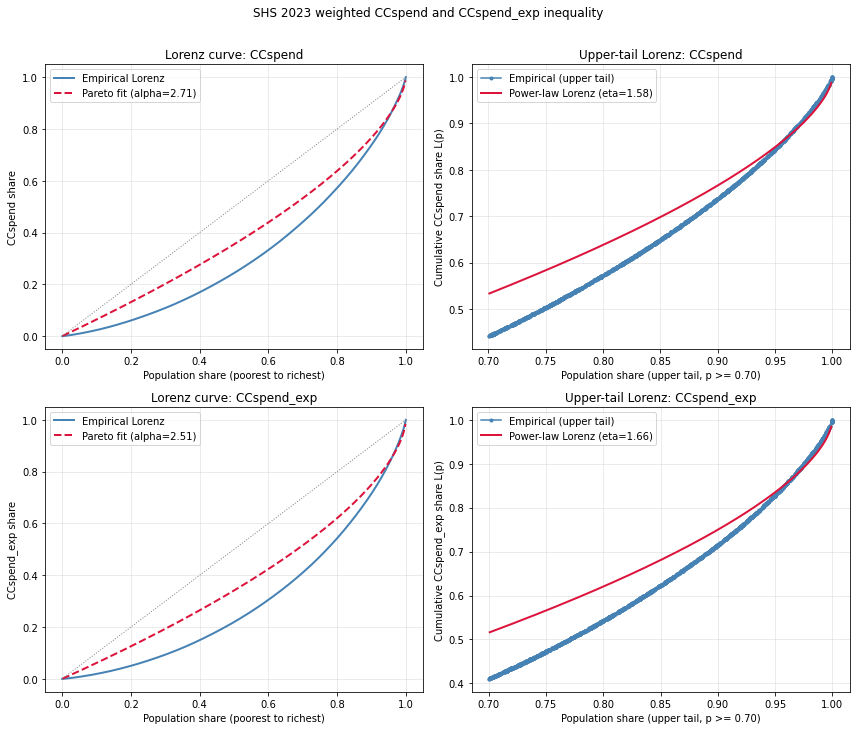 SHS 2023 weighted CCspend and CCspend_exp inequality
Lorenz curve: CCspend
Empirical Lorenz
Pareto fit (alpha=2.71)
CCspend share
1.0
0.8
0.6
0.4
0.2
0.0
0.0 0.2 0.4 0.6 0.8 1.0
Population share (poorest to richest)
Upper-tail Lorenz: CCspend
Empirical (upper tail)
Power-law Lorenz (eta=1.58)
Cumulative CCspend share L(p)
1.0
0.9
0.8
0.7
0.6
0.5
0.70 0.75 0.80 0.85 0.90 0.95 1.00
Population share (upper tail, p >= 0.70)
Lorenz curve: CCspend_exp
Empirical Lorenz
Pareto fit (alpha=2.51)
CCspend_exp share
1.0
0.8
0.6
0.4
0.2
0.0
0.0 0.2 0.4 0.6 0.8 1.0
Population share (poorest to richest)
Upper-tail Lorenz: CCspend_exp
Empirical (upper tail)
Power-law Lorenz (eta=1.66)
Cumulative CCspend_exp share L(p)
1.0
0.9
0.8
0.7
0.6
0.5
0.4
0.70 0.75 0.80 0.85 0.90 0.95 1.00
Population share (upper tail, p >= 0.70)